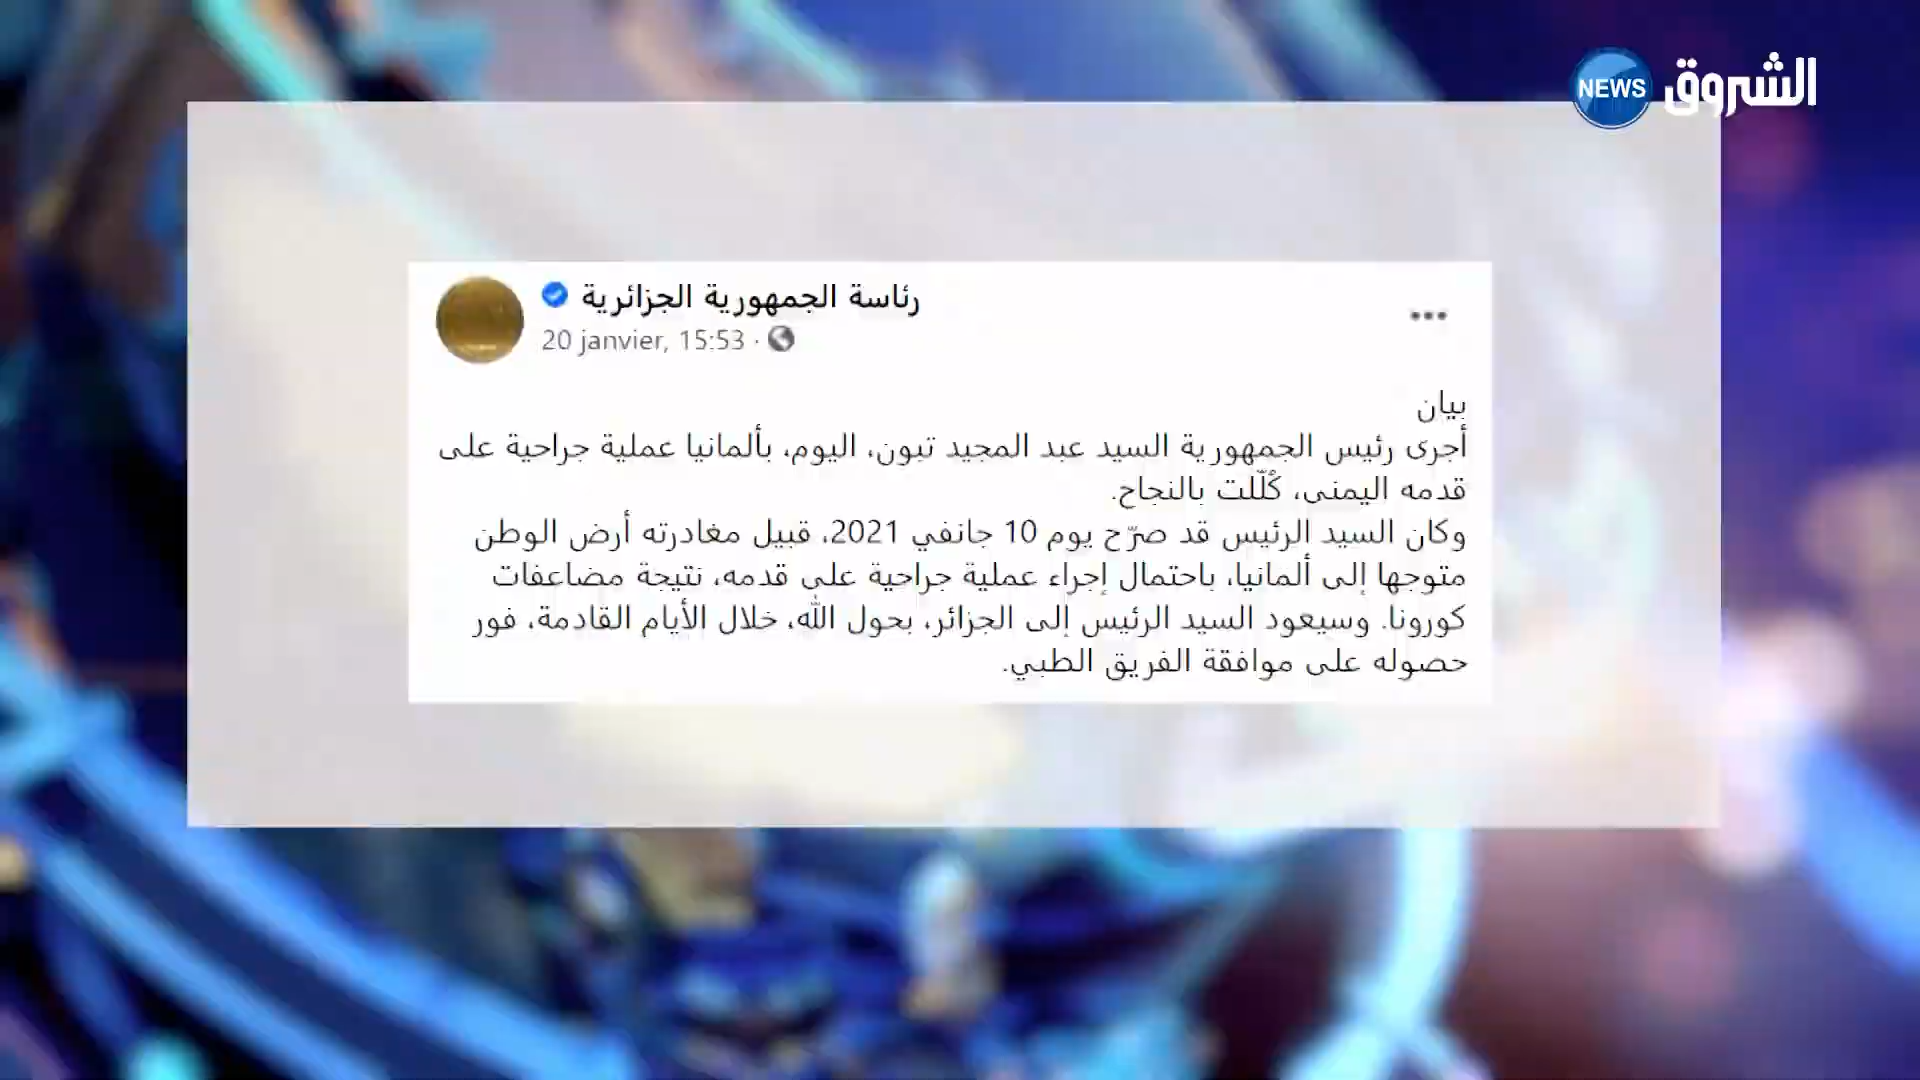 NEWS الشروق
رئاسة الجمهورية الجزائرية
20 janvier, 15:53 ·
بيان
أجرى رئيس الجمهورية السيد عبد المجيد تبون، اليوم، بألمانيا عملية جراحية على
قدمه اليمنى، كُلّلت بالنجاح.
وكان السيد الرئيس قد صرّح يوم 10 جانفي 2021، قبيل مغادرته أرض الوطن
متوجها إلى ألمانيا، باحتمال إجراء عملية جراحية على قدمه، نتيجة مضاعفات
كورونا. وسيعود السيد الرئيس إلى الجزائر، بحول الله، خلال الأيام القادمة، فور
حصوله على موافقة الفريق الطبي.